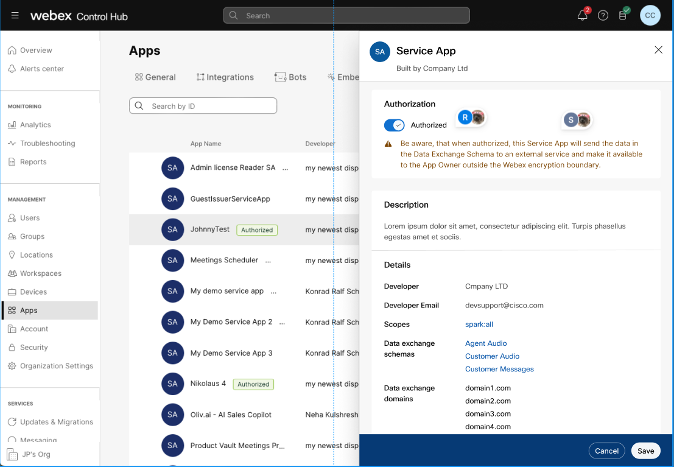 webex Control Hub
Search
2
CC
Overview
Alerts center
MONITORING
Analytics
Troubleshooting
Reports
MANAGEMENT
Users
Groups
Locations
Workspaces
Devices
Apps
Account
Security
Organization Settings
SERVICES
Updates & Migrations
Messaging
JP's Org
Apps
General Integrations Bots Embe
Search by ID
App Name Developer
SA Admin license Reader SA ... my newest disp
SA GuestIssuerServiceApp my newest disp
SA JohnnyTest Authorized my newest disp
SA Meetings Scheduler ... my newest disp
SA My demo service app ... Konrad Ralf Sch
SA My Demo Service App 2 ... Konrad Ralf Sch
SA My Demo Service App 3 Konrad Ralf Sch
SA Nikolaus 4 Authorized my newest disp
SA Oliv.ai - AI Sales Copilot Neha Kulshresh
SA Product Vault Meetings Pr... my newest disp
SA Service App
Built by Company Ltd
Authorization
Authorized
R
S
Be aware, that when authorized, this Service App will send the data in
the Data Exchange Schema to an external service and make it available
to the App Owner outside the Webex encryption boundary.
Description
Lorem ipsum dolor sit amet, consectetur adipiscing elit. Turpis phasellus
egestas amet et sociis.
Details
Developer Cmpany LTD
Developer Email devsupport@cisco.com
Scopes spark:all
Data exchange schemas Agent Audio
Customer Audio
Customer Messages
Data exchange domains domain1.com
domain2.com
domain3.com
domain4.com
Cancel Save